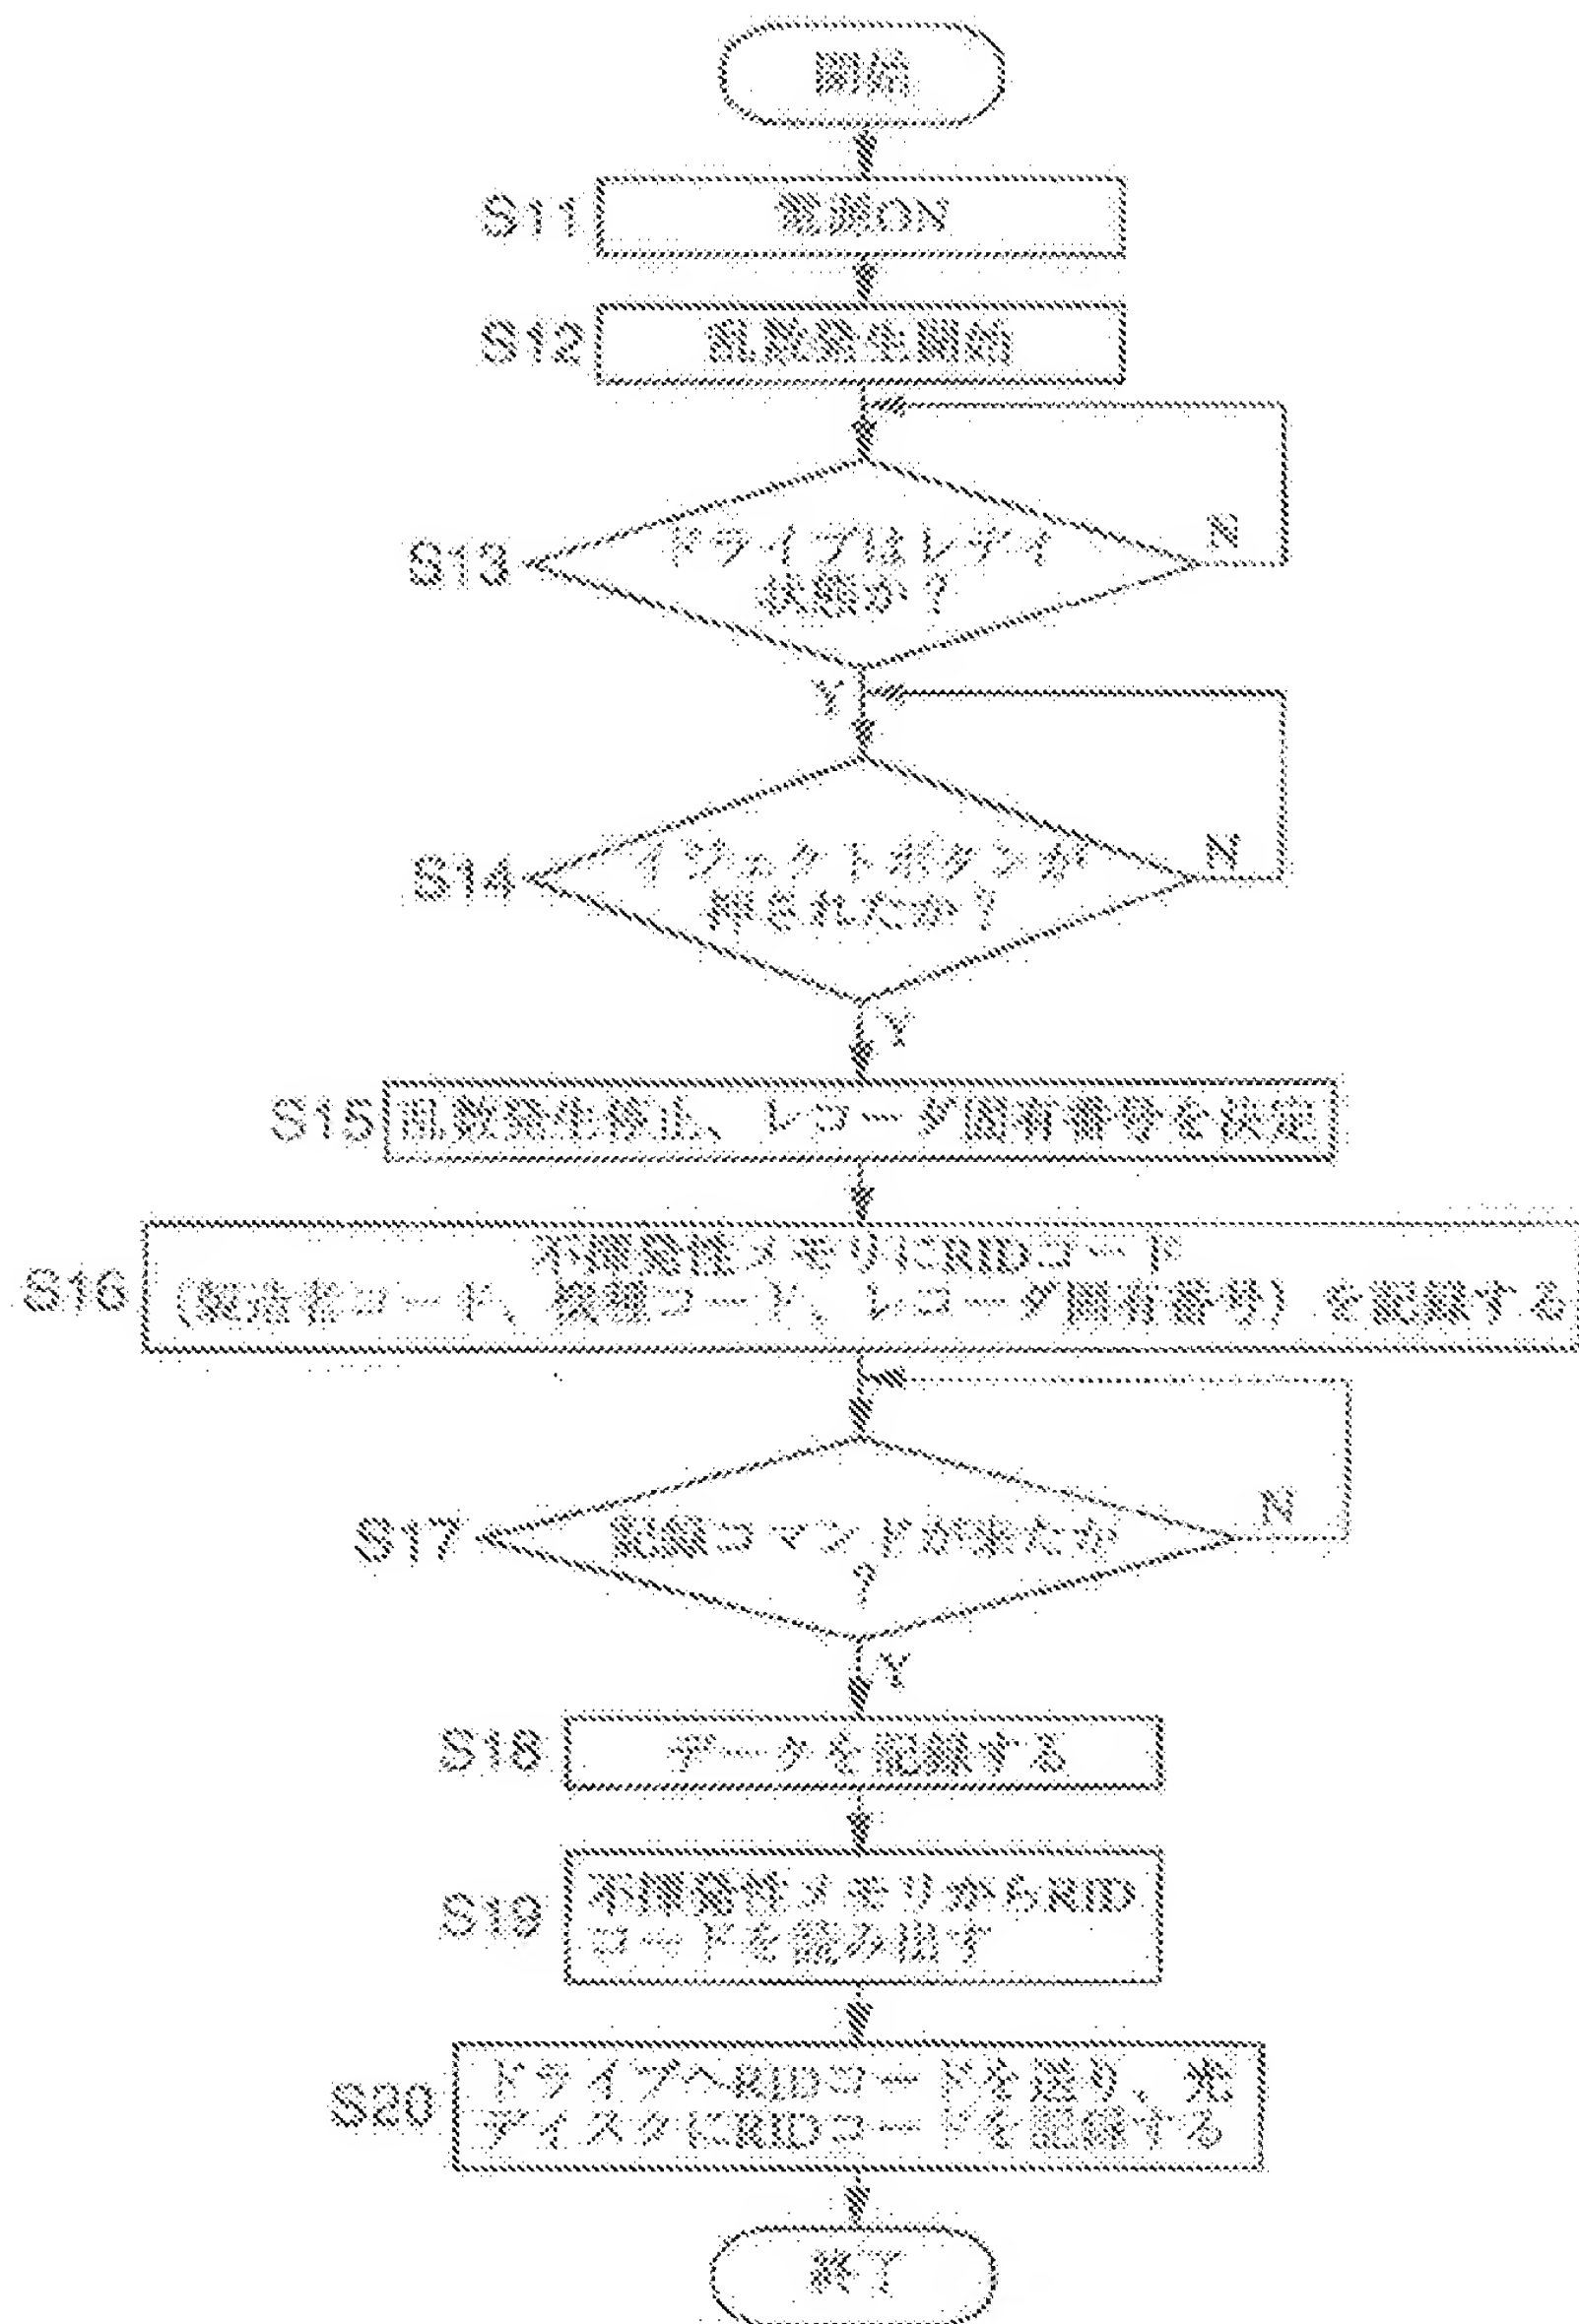 開始
S11
電源ON
S12
乱数発生開始
S13
ドライブはレディ
状態か?
N
Y
S14
イジェクトボタンが
押されたか?
N
Y
S15
乱数発生停止、レコーダ固有番号を決定
S16
不揮発性メモリにRIDコード
(製造者コード、機種コード、レコーダ固有番号)を記録する
S17
記録コマンドが来たか
?
N
Y
S18
データを記録する
S19
不揮発性メモリからRID
コードを読み出す
S20
ドライブへRIDコードを送り、光
ディスクにRIDコードを記録する
終了